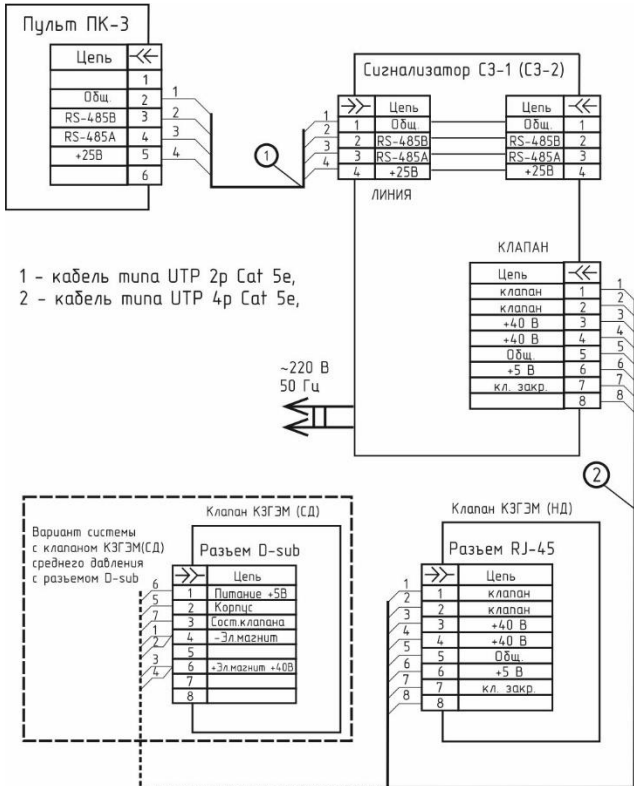 Пульт ПК-3
Цепь
1
Общ. 2
RS-485В 3
RS-485А 4
+25В 5
6
1
2
3
4
1
1
2
3
4
Сигнализатор СЗ-1 (СЗ-2)
Цепь
1 Общ.
2 RS-485В
3 RS-485А
4 +25В
ЛИНИЯ
Цепь
Общ. 1
RS-485В 2
RS-485А 3
+25В 4
1 - кабель типа UTP 2p Cat 5e,
2 - кабель типа UTP 4p Cat 5e,
КЛАПАН
Цепь
клапан 1
клапан 2
+40 В 3
+40 В 4
Общ. 5
+5 В 6
кл. закр. 7
8
1
2
3
4
5
6
7
8
~220 В
50 Гц
2
Вариант системы
с клапаном КЗГЭМ(СД)
среднего давления
с разъемом D-sub
Клапан КЗГЭМ (СД)
Разъем D-sub
Цепь
1 Питание +5В
2 Корпус
3 Сост.клапана
4 -Эл.магнит
5
6 +Эл.магнит +40В
7
8
6
5
7
1
2
3
4
Клапан КЗГЭМ (НД)
Разъем RJ-45
Цепь
1 клапан
2 клапан
3 +40 В
4 +40 В
5 Общ.
6 +5 В
7 кл. закр.
8
1
2
3
4
5
6
7
8